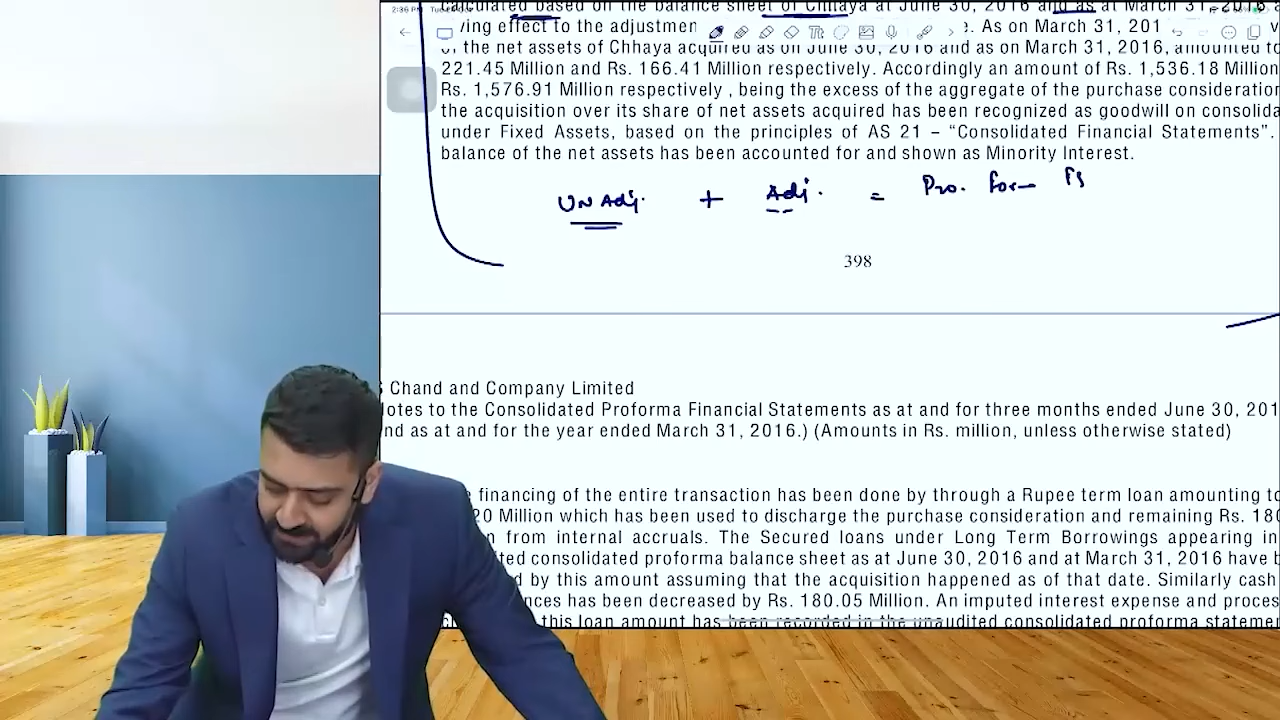 2:36 PM Tue
calculated based on the balance sheet of Chhaya at June 30, 2016 and as at March 31, 2016
ving effect to the adjustmen . As on March 31, 201 v
of the net assets of Chhaya acquired as on June 30, 2016 and as on March 31, 2016, amounted to
221.45 Million and Rs. 166.41 Million respectively. Accordingly an amount of Rs. 1,536.18 Million
Rs. 1,576.91 Million respectively , being the excess of the aggregate of the purchase consideration
the acquisition over its share of net assets acquired has been recognized as goodwill on consolida
under Fixed Assets, based on the principles of AS 21 – “Consolidated Financial Statements”.
balance of the net assets has been accounted for and shown as Minority Interest.
UN Adj. + Adj. = Pro. For— Fs
398
S Chand and Company Limited
Notes to the Consolidated Proforma Financial Statements as at and for three months ended June 30, 201
nd as at and for the year ended March 31, 2016.) (Amounts in Rs. million, unless otherwise stated)
e financing of the entire transaction has been done by through a Rupee term loan amounting to
20 Million which has been used to discharge the purchase consideration and remaining Rs. 180
n from internal accruals. The Secured loans under Long Term Borrowings appearing in
ted consolidated proforma balance sheet as at June 30, 2016 and at March 31, 2016 have b
d by this amount assuming that the acquisition happened as of that date. Similarly cash
nces has been decreased by Rs. 180.05 Million. An imputed interest expense and proces
this loan amount has been recorded in the unaudited consolidated proforma statemen